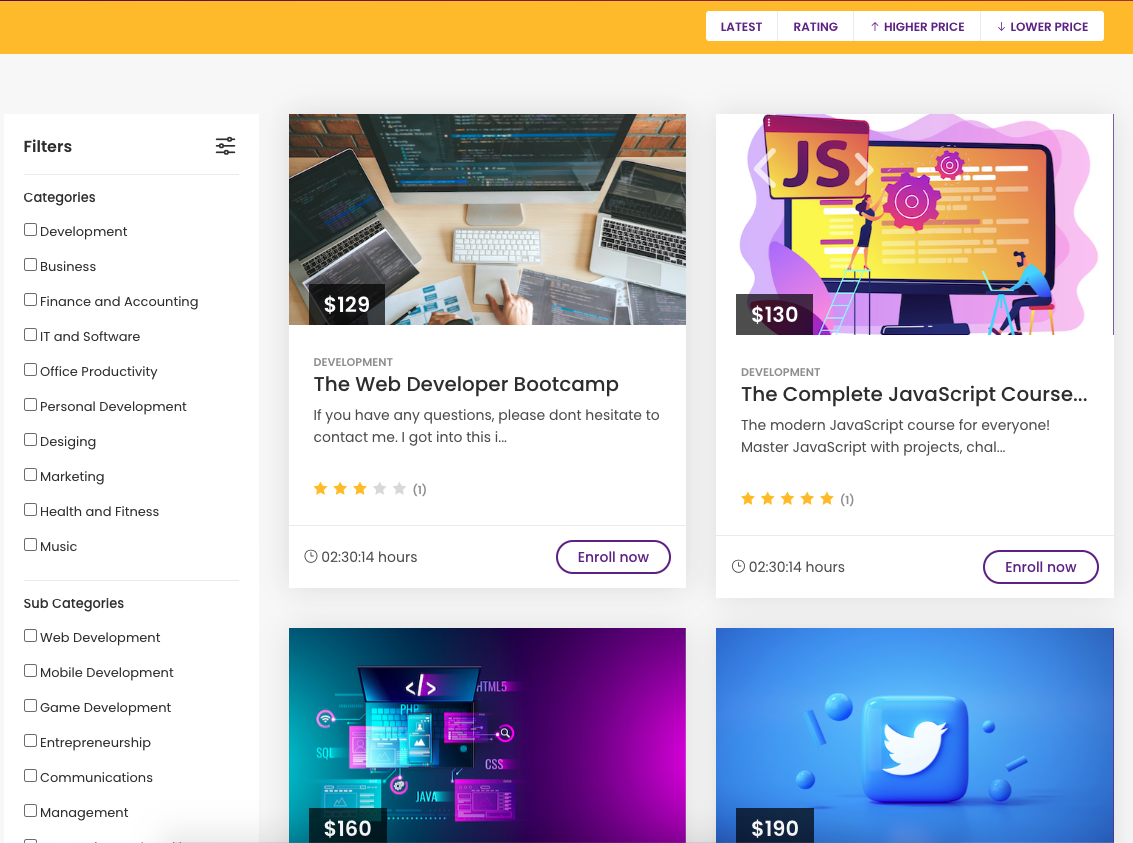 LATEST
RATING
↑ HIGHER PRICE
↓ LOWER PRICE
Filters
Categories
Development
Business
Finance and Accounting
IT and Software
Office Productivity
Personal Development
Desiging
Marketing
Health and Fitness
Music
Sub Categories
Web Development
Mobile Development
Game Development
Entrepreneurship
Communications
Management
$129
DEVELOPMENT
The Web Developer Bootcamp
If you have any questions, please dont hesitate to
contact me. I got into this i...
(1)
02:30:14 hours
Enroll now
JS
$130
DEVELOPMENT
The Complete JavaScript Course...
The modern JavaScript course for everyone!
Master JavaScript with projects, chal...
(1)
02:30:14 hours
Enroll now
</>
HTML5
PHP
SQL
CSS
JAVA
$160
$190